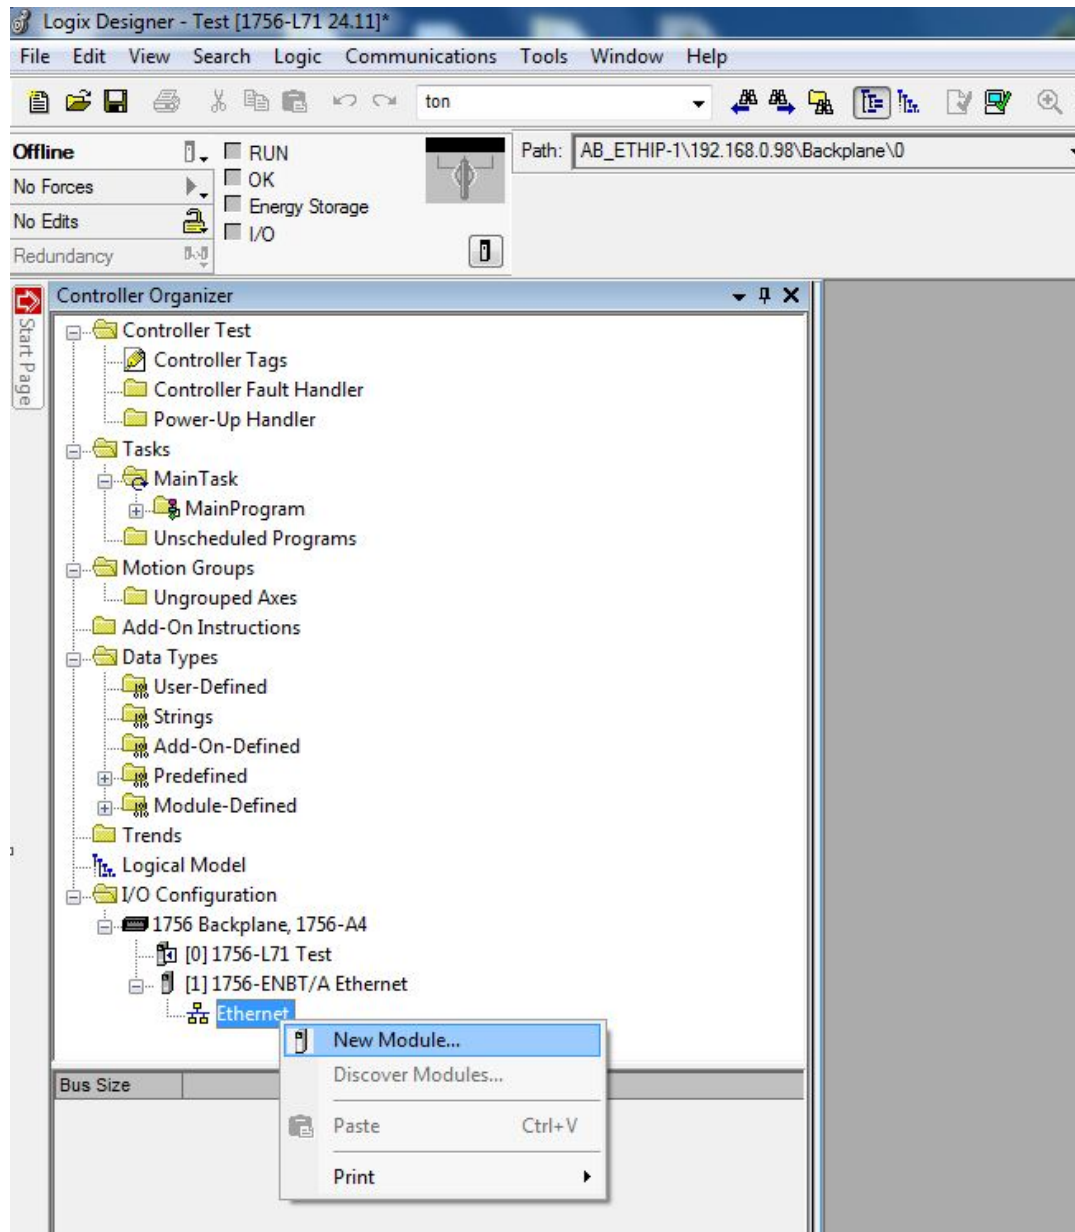 Logix Designer - Test [1756-L71 24.11]*
File Edit View Search Logic Communications Tools Window Help
ton
Offline
RUN
Path: AB_ETHIP-1\192.168.0.98\Backplane\0
No Forces
OK
Energy Storage
No Edits
I/O
Redundancy
Start Page
Controller Organizer
Controller Test
Controller Tags
Controller Fault Handler
Power-Up Handler
Tasks
MainTask
MainProgram
Unscheduled Programs
Motion Groups
Ungrouped Axes
Add-On Instructions
Data Types
User-Defined
Strings
Add-On-Defined
Predefined
Module-Defined
Trends
Logical Model
I/O Configuration
1756 Backplane, 1756-A4
[0] 1756-L71 Test
[1] 1756-ENBT/A Ethernet
Ethernet
New Module...
Discover Modules...
Paste Ctrl+V
Print
Bus Size